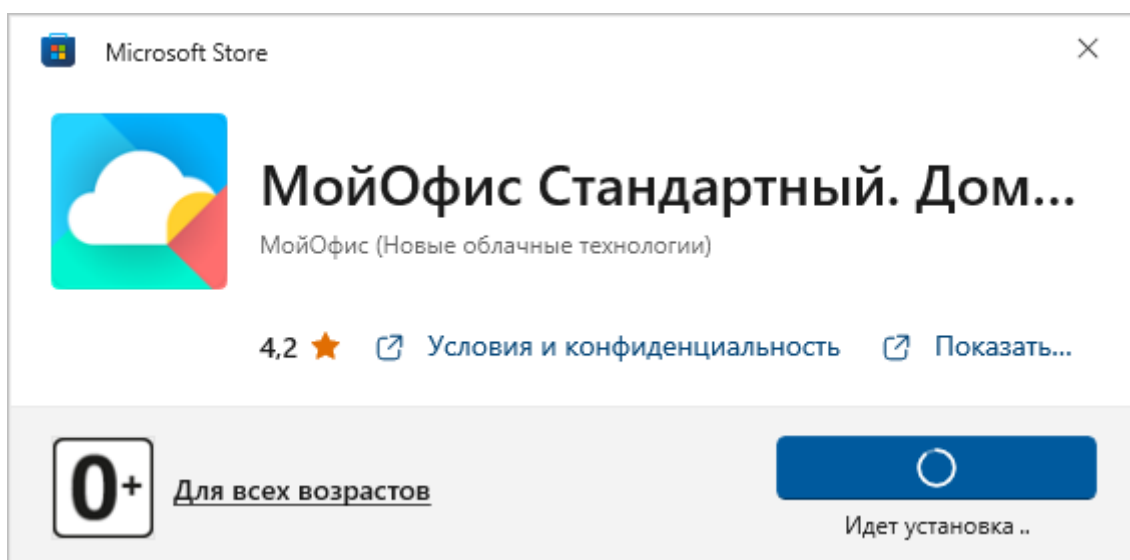 Microsoft Store
МойОфис Стандартный. Дом...
МойОфис (Новые облачные технологии)
4,2 Условия и конфиденциальность Показать...
0+ Для всех возрастов
Идет установка ..